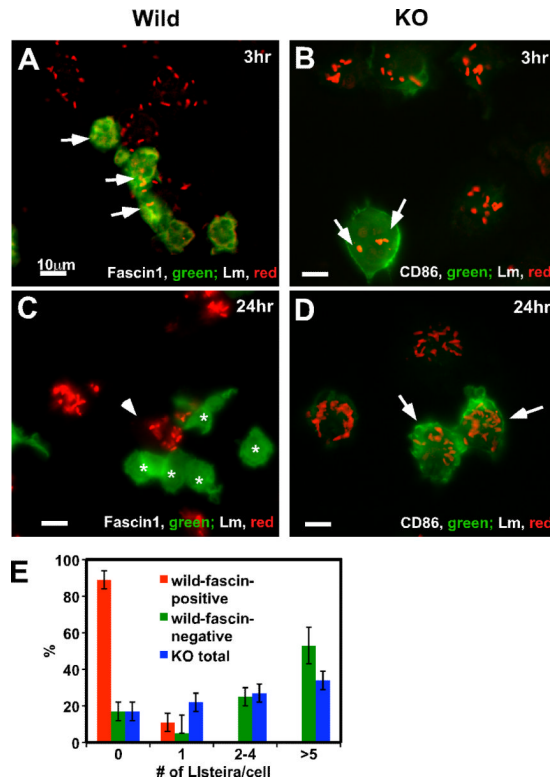 Wild KO
A 3hr
10µm Fascin1, green; Lm, red
B 3hr
CD86, green; Lm, red
C 24hr
* * * * *
Fascin1, green; Lm, red
D 24hr
CD86, green; Lm, red
E
100
80
60
40
20
0
%
wild-fascin-
positive
wild-fascin-
negative
KO total
0 1 2-4 >5
# of LIsteira/cell